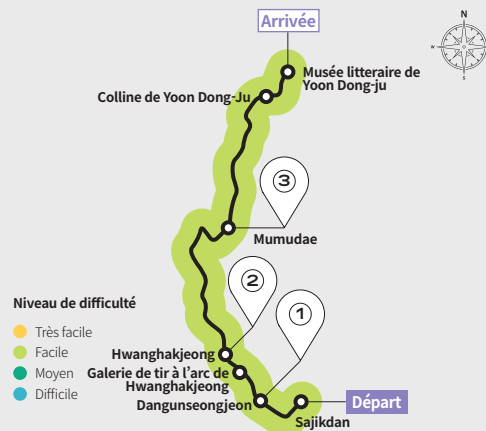 Arrivée
N
W
E
S
Musée litteraire de
Yoon Dong-ju
Colline de Yoon Dong-Ju
3
Mumudae
2
1
Niveau de difficulté
Très facile
Facile
Moyen
Difficile
Hwanghakjeong
Galerie de tir à l'arc de
Hwanghakjeong
Dangunseongjeon
Départ
Sajikdan